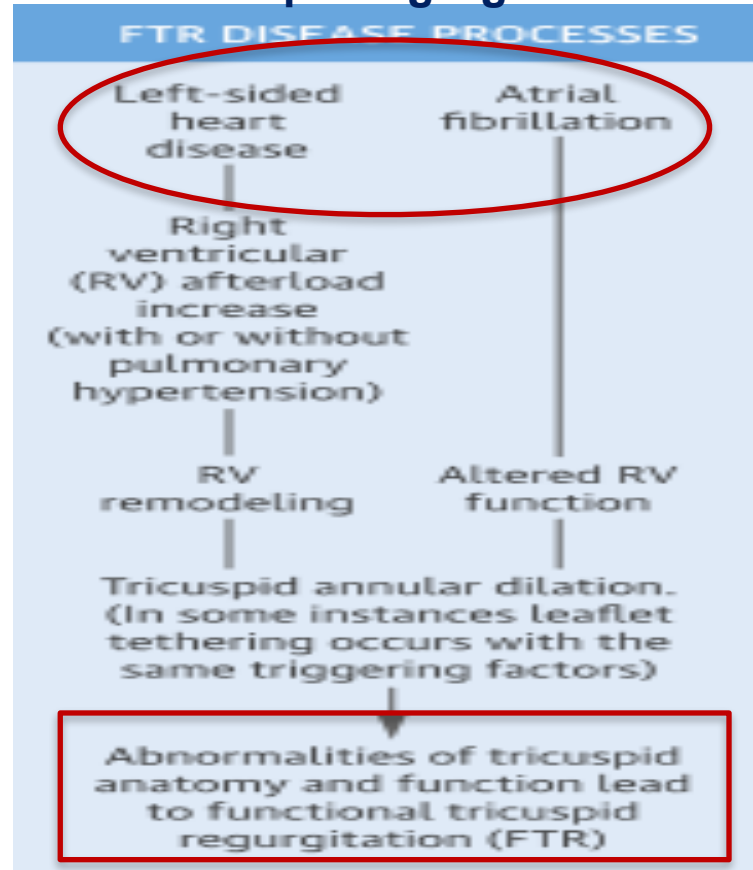 FTR DISEASE PROCESSES
Left-sided
heart
disease
Atrial
fibrillation
Right
ventricular
(RV) afterload
increase
(with or without
pulmonary
hypertension)
RV
remodeling
Altered RV
function
Tricuspid annular dilation.
(In some instances leaflet
tethering occurs with the
same triggering factors)
Abnormalities of tricuspid
anatomy and function lead
to functional tricuspid
regurgitation (FTR)